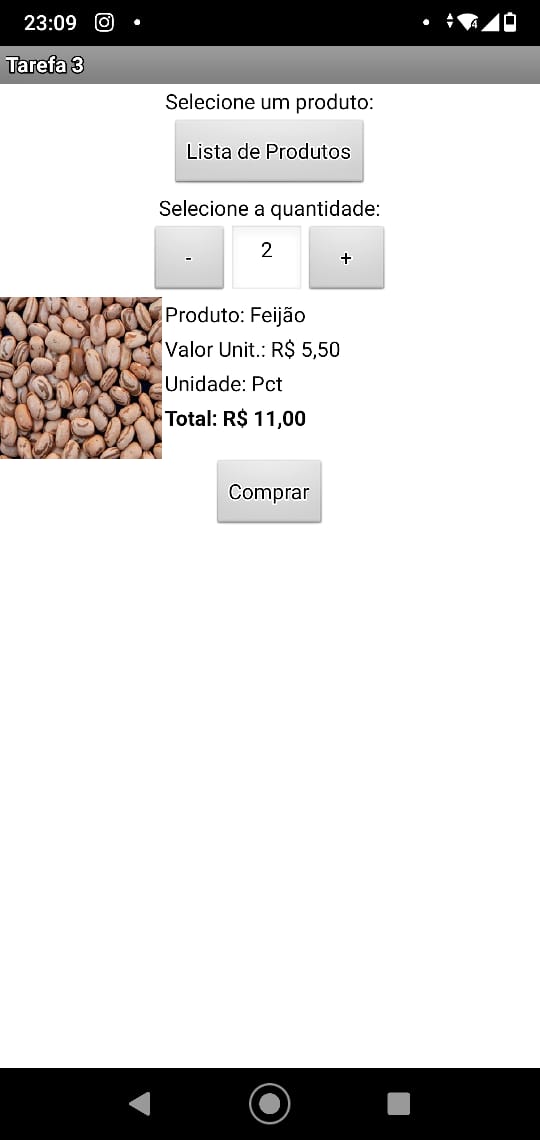 23:09
Tarefa 3
Selecione um produto:
Lista de Produtos
Selecione a quantidade:
- 2 +
Produto: Feijão
Valor Unit.: R$ 5,50
Unidade: Pct
Total: R$ 11,00
Comprar